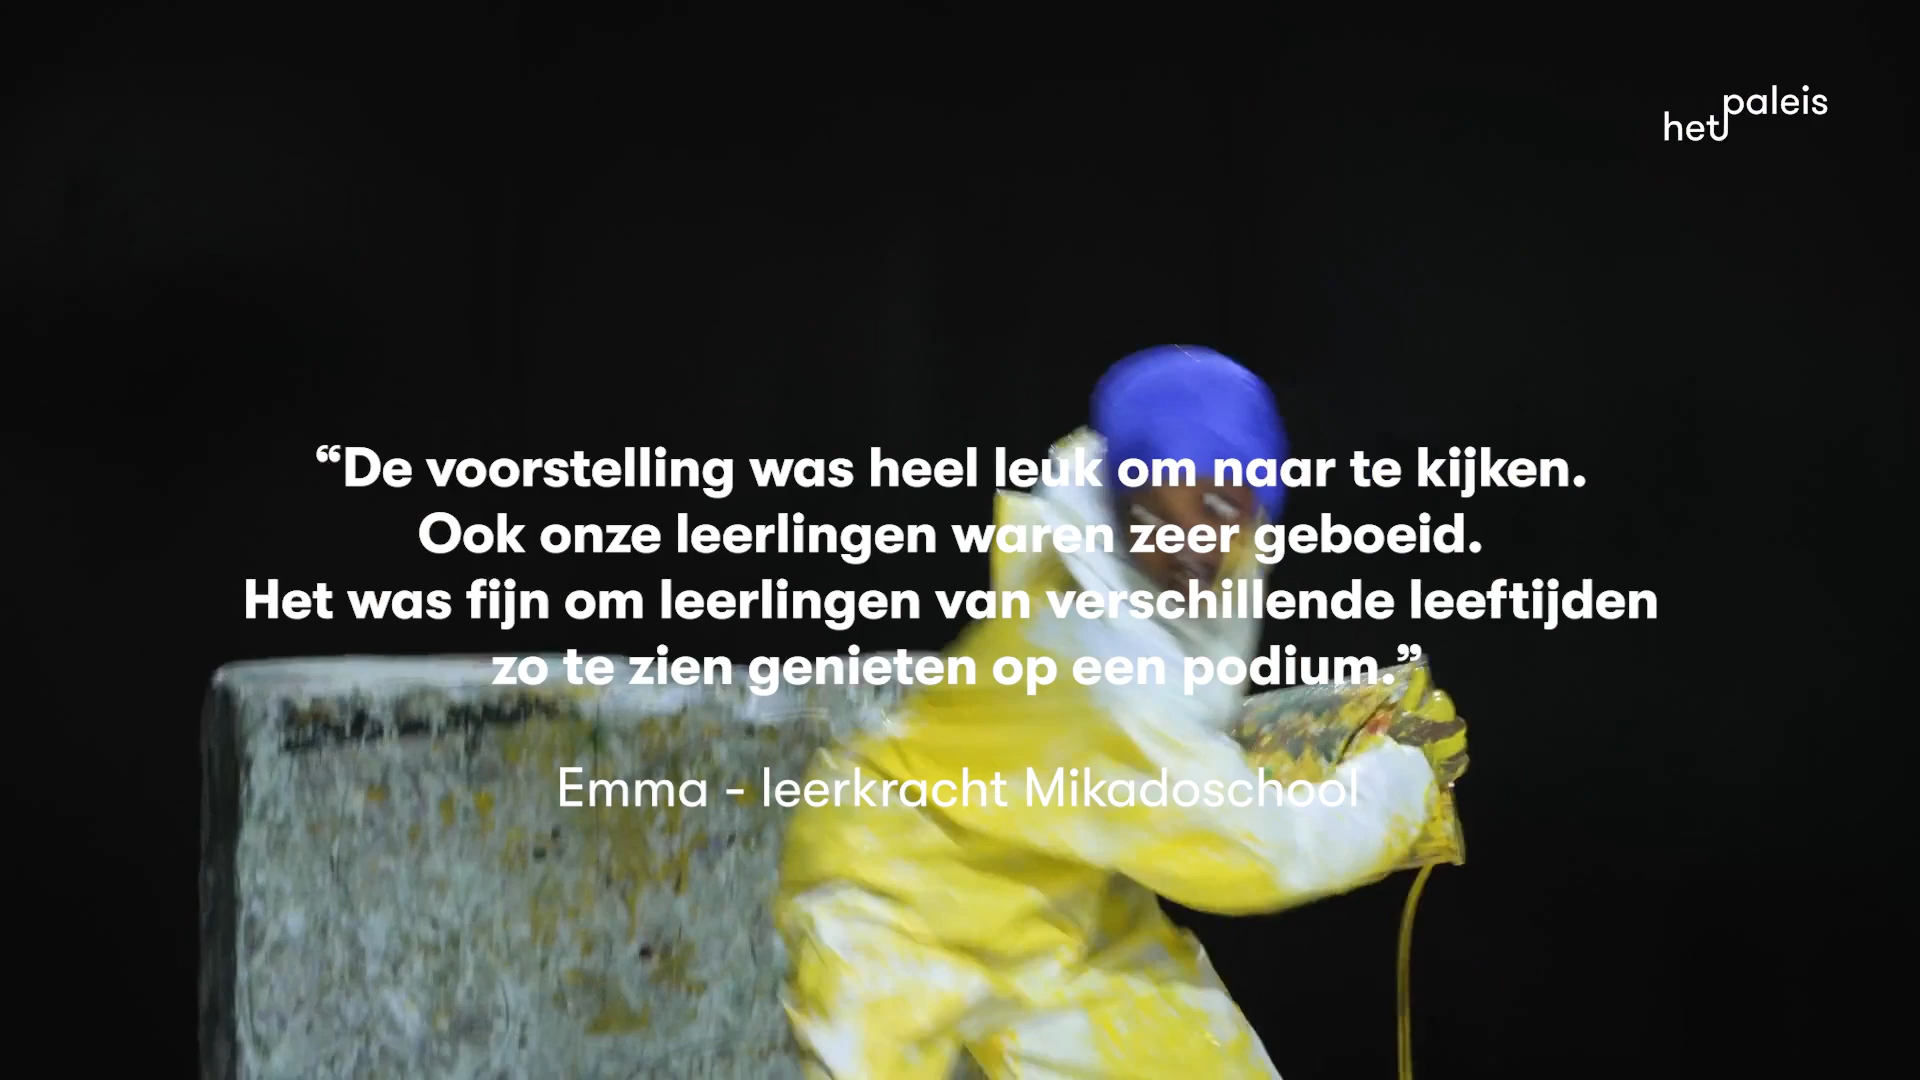 het paleis
“De voorstelling was heel leuk om naar te kijken.
Ook onze leerlingen waren zeer geboeid.
Het was fijn om leerlingen van verschillende leeftijden
zo te zien genieten op een podium.”
Emma - leerkracht Mikadoschool